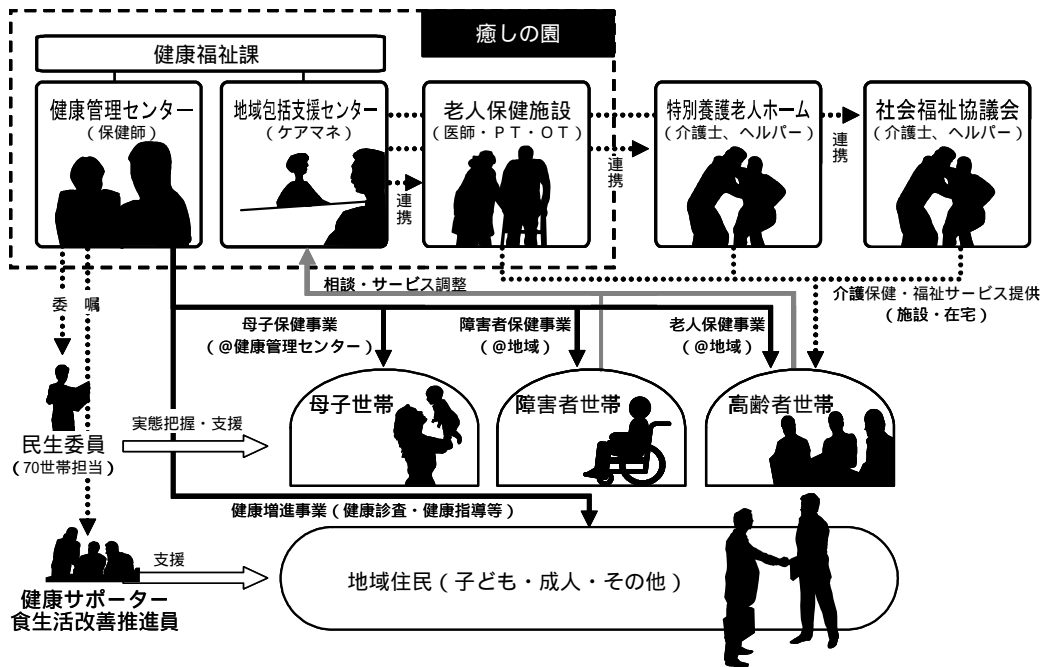 癒しの園
健康福祉課
健康管理センター
（保健師）
地域包括支援センター
（ケアマネ）
老人保健施設
（医師・ＰＴ・ＯＴ）
特別養護老人ホーム
（介護士、ヘルパー）
社会福祉協議会
（介護士、ヘルパー）
連携
連携
連携
委嘱
相談・サービス調整
介護保健・福祉サービス提供
（施設・在宅）
母子保健事業
（＠健康管理センター）
障害者保健事業
（＠地域）
老人保健事業
（＠地域）
母子世帯
障害者世帯
高齢者世帯
実態把握・支援
民生委員
（70世帯担当）
健康増進事業（健康診査・健康指導等）
支援
地域住民（子ども・成人・その他）
健康サポーター
食生活改善推進員